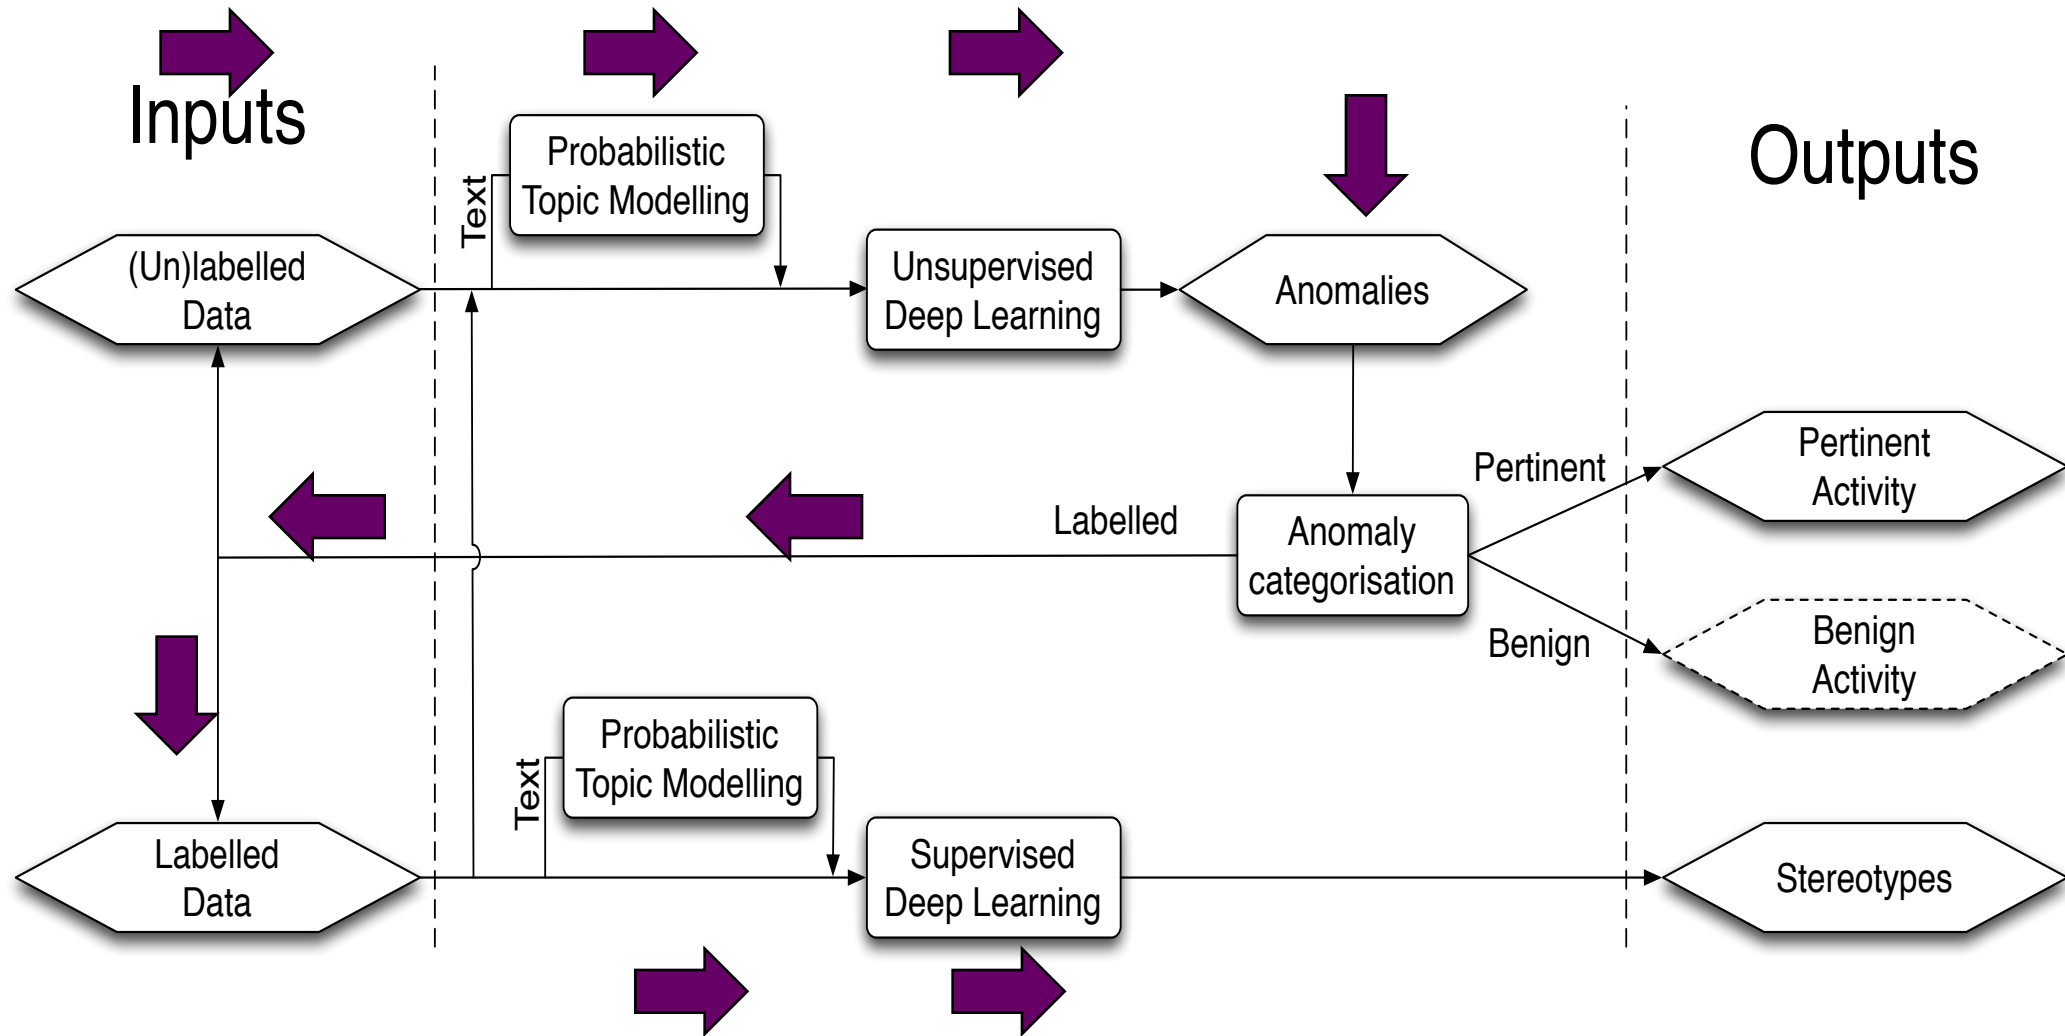 Inputs
Outputs
Probabilistic
Topic Modelling
Text
(Un)labelled
Data
Unsupervised
Deep Learning
Anomalies
Pertinent
Pertinent
Activity
Labelled
Anomaly
categorisation
Benign
Benign
Activity
Probabilistic
Topic Modelling
Text
Labelled
Data
Supervised
Deep Learning
Stereotypes